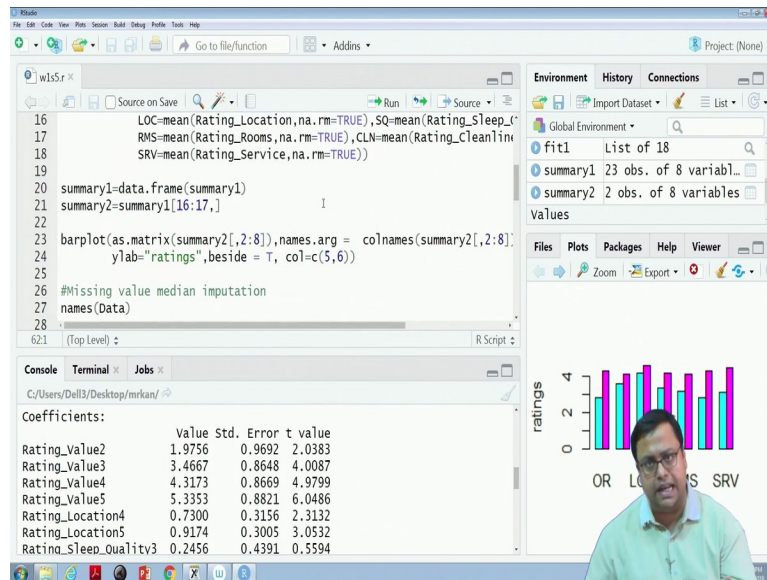 RStudio
File Edit Code View Plots Session Build Debug Profile Tools Help
Go to file/function Addins Project: (None)
w1s5.r
Source on Save Run Source
16 LOC=mean(Rating_Location,na.rm=TRUE),SQ=mean(Rating_Sleep_Q
17 RMS=mean(Rating_Rooms,na.rm=TRUE),CLN=mean(Rating_Cleanline
18 SRV=mean(Rating_Service,na.rm=TRUE))
19
20 summary1=data.frame(summary1)
21 summary2=summary1[16:17,]
22
23 barplot(as.matrix(summary2[,2:8]),names.arg = colnames(summary2[,2:8]
24 ylab="ratings",beside = T, col=c(5,6))
25
26 #Missing value median imputation
27 names(Data)
28
62:1 (Top Level) R Script
Console Terminal Jobs
C:/Users/Dell3/Desktop/mrkan/
Coefficients:
Value Std. Error t value
Rating_Value2 1.9756 0.9692 2.0383
Rating_Value3 3.4667 0.8648 4.0087
Rating_Value4 4.3173 0.8669 4.9799
Rating_Value5 5.3353 0.8821 6.0486
Rating_Location4 0.7300 0.3156 2.3132
Rating_Location5 0.9174 0.3005 3.0532
Rating_Sleep_Quality3 0.2456 0.4391 0.5594
Environment History Connections
Import Dataset List
Global Environment
fit1 List of 18
summary1 23 obs. of 8 variabl…
summary2 2 obs. of 8 variables
Values
Files Plots Packages Help Viewer
Zoom Export
ratings
4
2
0
OR SRV